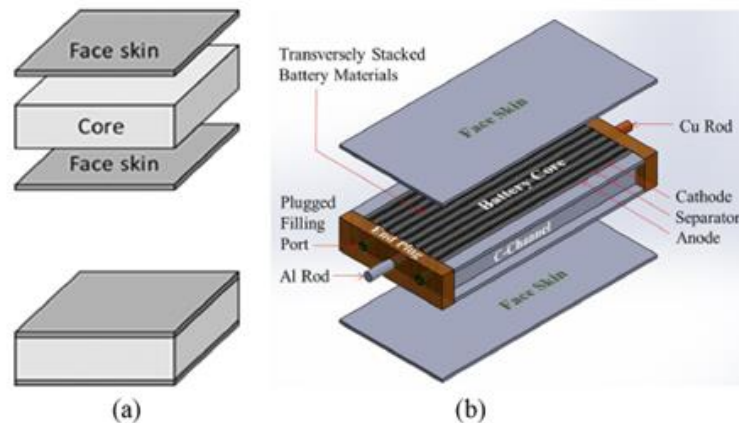 Face skin
Core
Face skin
(a)
Transversely Stacked
Battery Materials
Face Skin
Cu Rod
Battery Core
Cathode
Separator
Anode
Plugged
Filling
Port
End Plug
C-Channel
Al Rod
Face Skin
(b)